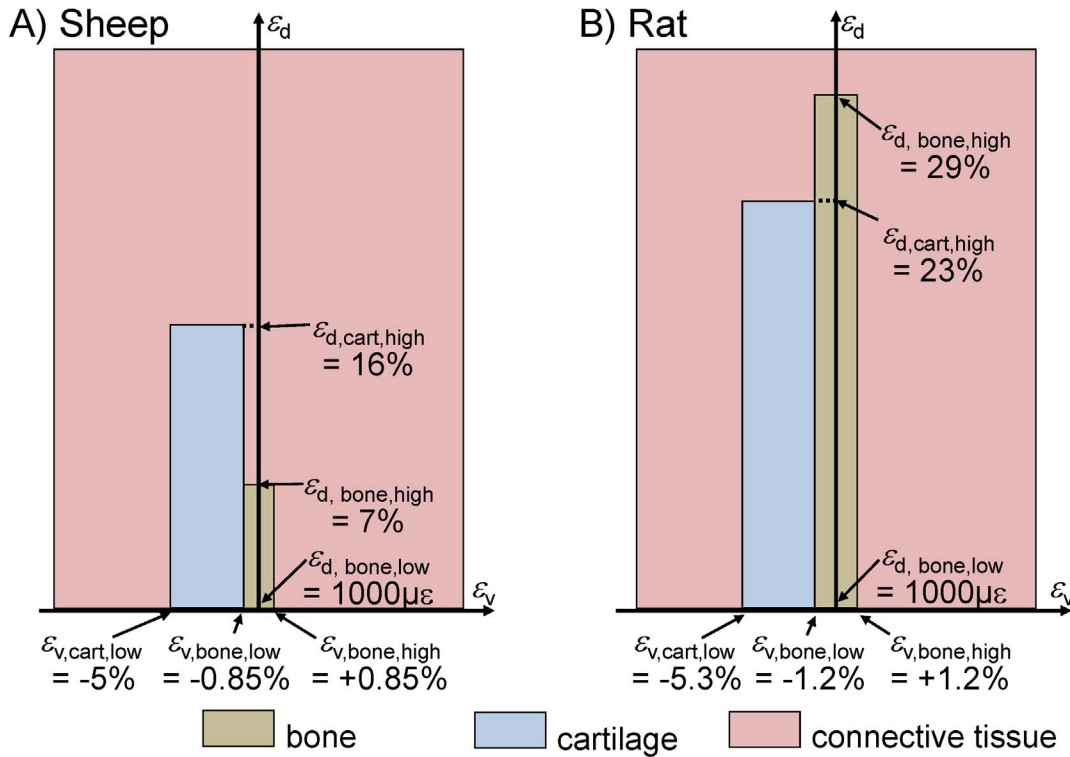 A) Sheep
εd
εd,cart,high
= 16%
εd, bone,high
= 7%
εd, bone,low
= 1000µε
εv
εv,cart,low
= -5%
εv,bone,low
= -0.85%
εv,bone,high
= +0.85%
B) Rat
εd
εd, bone,high
= 29%
εd,cart,high
= 23%
εd, bone,low
= 1000µε
εv
εv,cart,low
= -5.3%
εv,bone,low
= -1.2%
εv,bone,high
= +1.2%
bone
cartilage
connective tissue